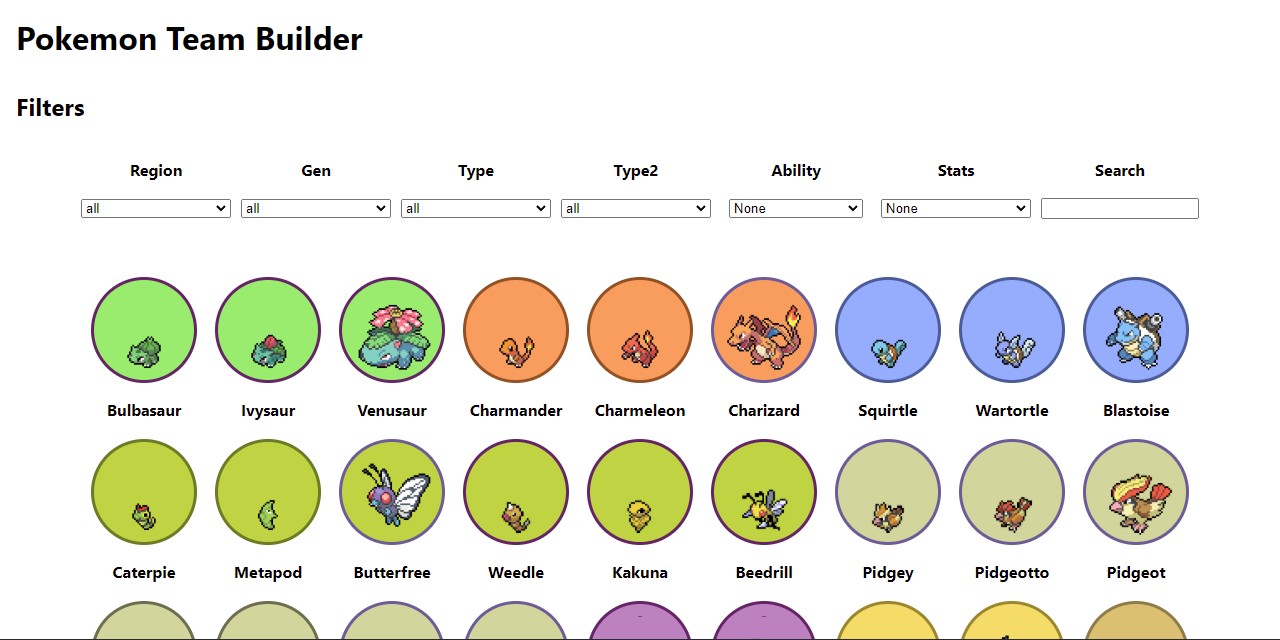 Pokemon Team Builder
Filters
Region Gen Type Type2 Ability Stats Search
all all all all None None
Bulbasaur Ivysaur Venusaur Charmander Charmeleon Charizard Squirtle Wartortle Blastoise
Caterpie Metapod Butterfree Weedle Kakuna Beedrill Pidgey Pidgeotto Pidgeot